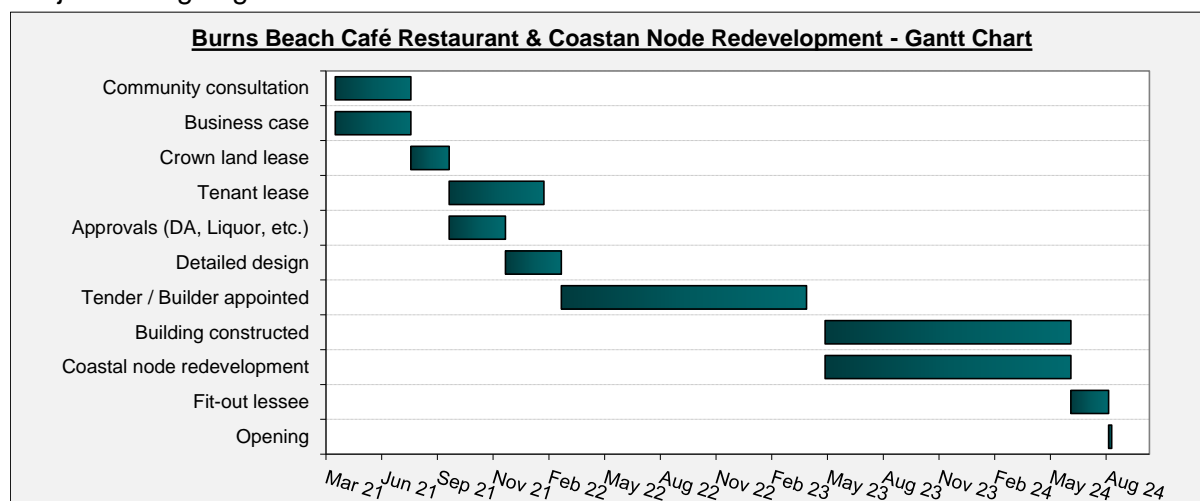 Burns Beach Café Restaurant & Coastan Node Redevelopment - Gantt Chart
Community consultation
Business case
Crown land lease
Tenant lease
Approvals (DA, Liquor, etc.)
Detailed design
Tender / Builder appointed
Building constructed
Coastal node redevelopment
Fit-out lessee
Opening
Mar 21 Jun 21 Sep 21 Nov 21 Feb 22 May 22 Aug 22 Nov 22 Feb 23 May 23 Aug 23 Nov 23 Feb 24 May 24 Aug 24